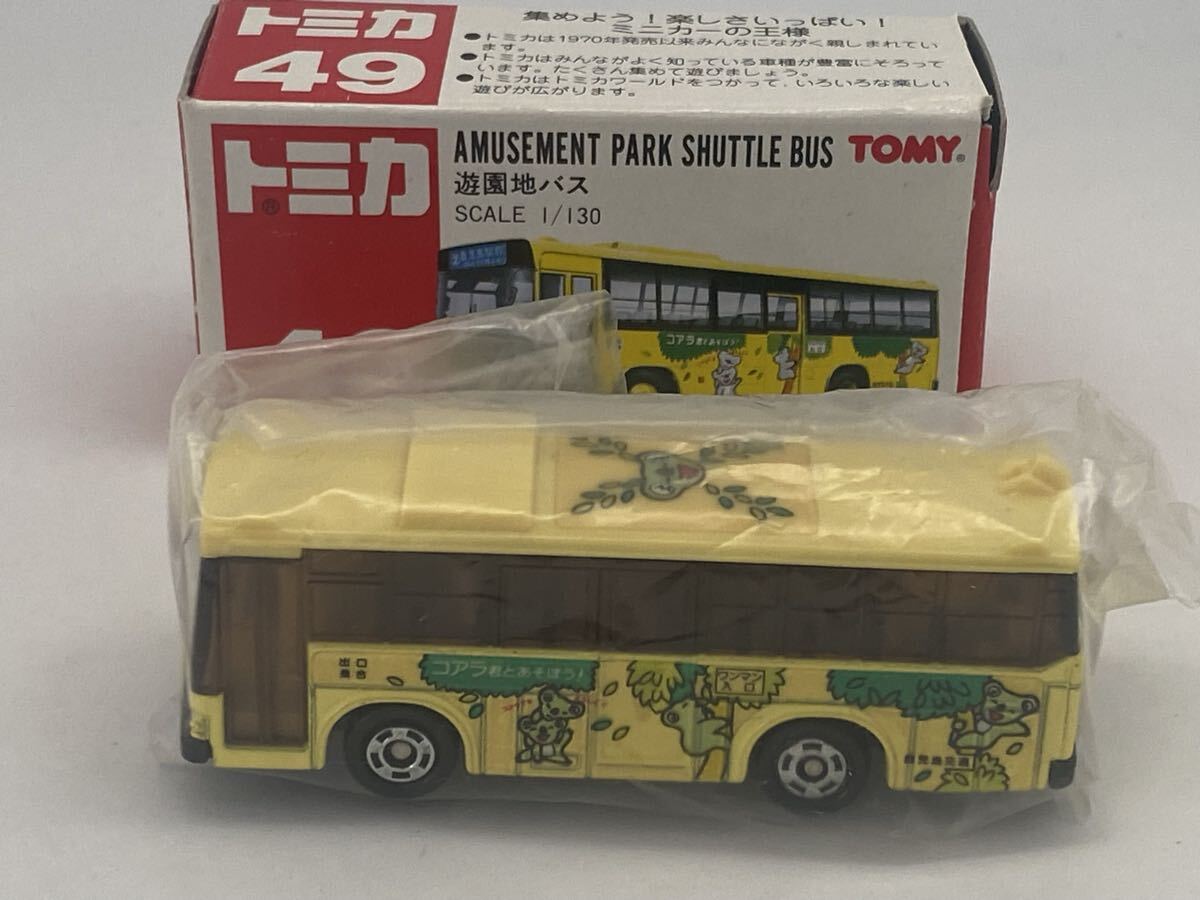 トミカ
49
集めよう！楽しさいっぱい！
ミニカーの王様
●トミカは1970年発売以来みんなにながく親しまれてい
ます。
●トミカはみんながよく知っている車種が豊富にそろって
います。たくさん集めて遊びましょう。
●トミカはトミカワールドをつかって、いろいろな楽しい
遊びが広がります。
トミカ®
AMUSEMENT PARK SHUTTLE BUS
TOMY®
遊園地バス
SCALE 1/130
コアラ君とあそぼう!
出口
コアラ君とあそぼう!
ワンマン
入口